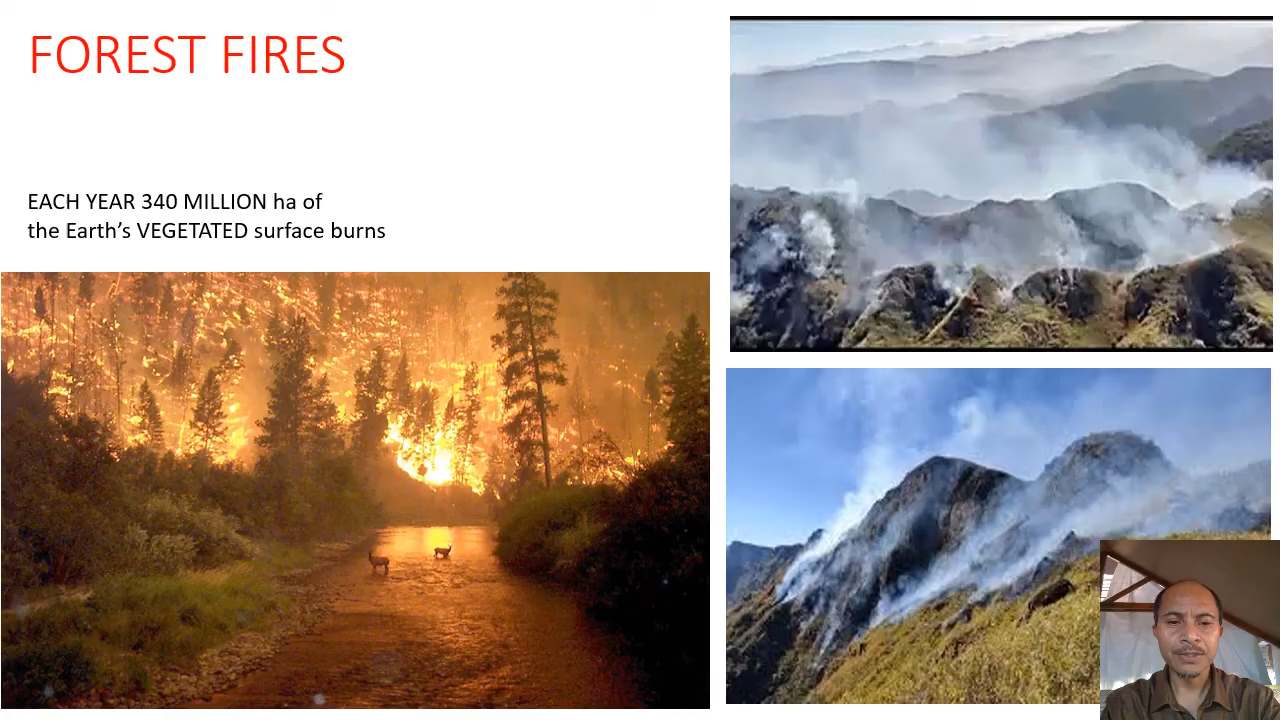 FOREST FIRES
EACH YEAR 340 MILLION ha of
the Earth’s VEGETATED surface burns